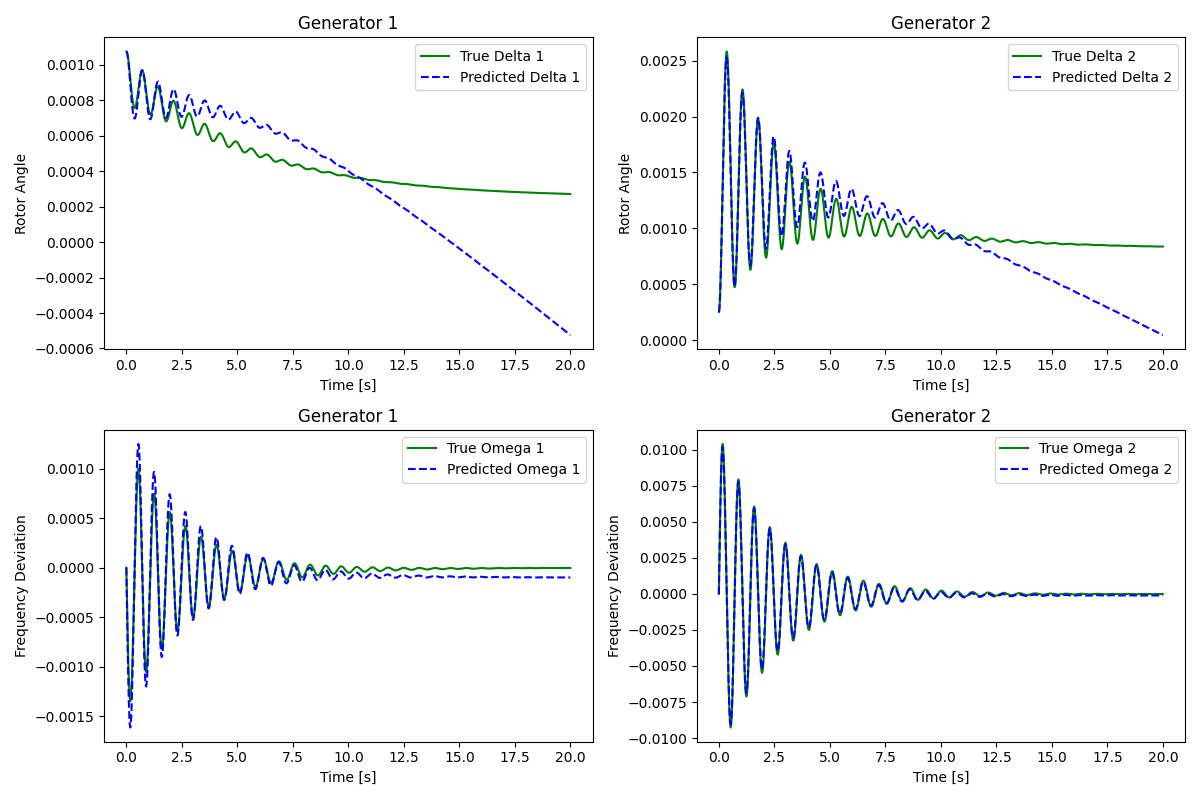 Generator 1
True Delta 1
Predicted Delta 1
Rotor Angle
0.0010
0.0008
0.0006
0.0004
0.0002
0.0000
−0.0002
−0.0004
−0.0006
0.0 2.5 5.0 7.5 10.0 12.5 15.0 17.5 20.0
Time [s]
Generator 2
True Delta 2
Predicted Delta 2
Rotor Angle
0.0025
0.0020
0.0015
0.0010
0.0005
0.0000
0.0 2.5 5.0 7.5 10.0 12.5 15.0 17.5 20.0
Time [s]
Generator 1
True Omega 1
Predicted Omega 1
Frequency Deviation
0.0010
0.0005
0.0000
−0.0005
−0.0010
−0.0015
0.0 2.5 5.0 7.5 10.0 12.5 15.0 17.5 20.0
Time [s]
Generator 2
True Omega 2
Predicted Omega 2
Frequency Deviation
0.0100
0.0075
0.0050
0.0025
0.0000
−0.0025
−0.0050
−0.0075
−0.0100
0.0 2.5 5.0 7.5 10.0 12.5 15.0 17.5 20.0
Time [s]